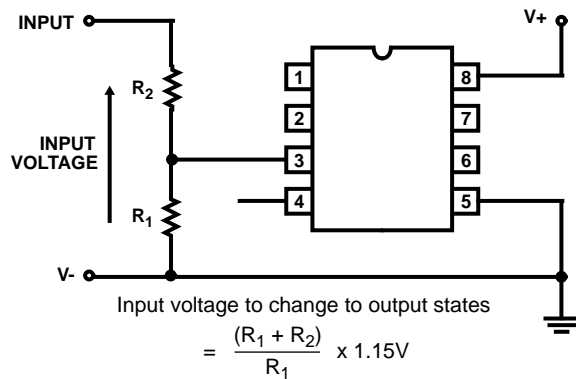 INPUT
V+
R2
INPUT
VOLTAGE
R1
V-
1
2
3
4
8
7
6
5
Input voltage to change to output states
= (R1 + R2) / R1 x 1.15V